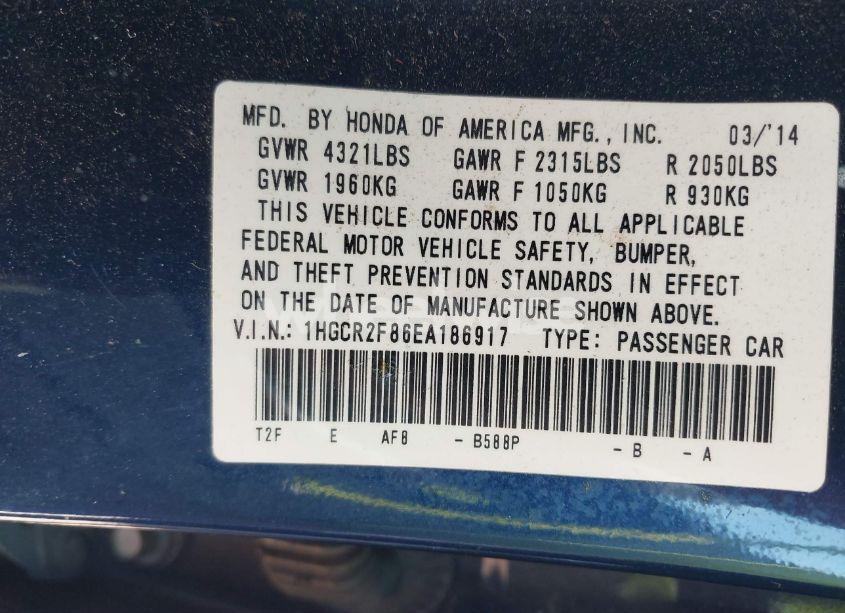 MFD. BY HONDA OF AMERICA MFG., INC. 03/'14
GVWR 4321LBS GAWR F 2315LBS R 2050LBS
GVWR 1960KG GAWR F 1050KG R 930KG
THIS VEHICLE CONFORMS TO ALL APPLICABLE
FEDERAL MOTOR VEHICLE SAFETY, BUMPER,
AND THEFT PREVENTION STANDARDS IN EFFECT
ON THE DATE OF MANUFACTURE SHOWN ABOVE.
V.I.N.: 1HGCR2F86EA186917 TYPE: PASSENGER CAR
T2F E AF8 - B588P - B - A